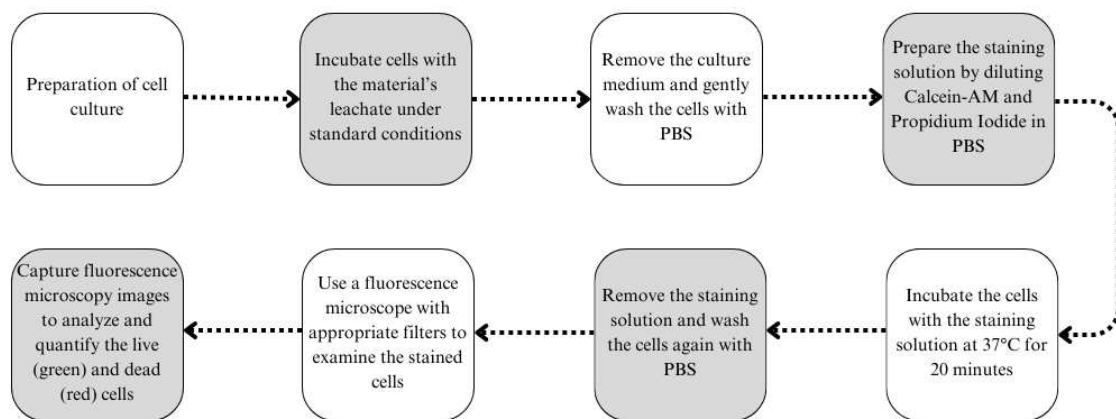 Preparation of cell
culture
Incubate cells with
the material's
leachate under
standard conditions
Remove the culture
medium and gently
wash the cells with
PBS
Prepare the staining
solution by diluting
Calcein-AM and
Propidium Iodide in
PBS
Incubate the cells
with the staining
solution at 37°C for
20 minutes
Remove the staining
solution and wash
the cells again with
PBS
Use a fluorescence
microscope with
appropriate filters to
examine the stained
cells
Capture fluorescence
microscopy images
to analyze and
quantify the live
(green) and dead
(red) cells